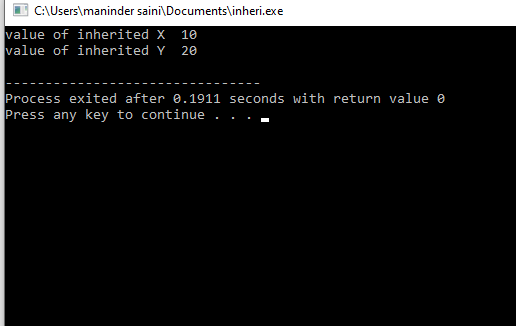 C:\Users\maninder saini\Documents\inheri.exe
value of inherited X  10
value of inherited Y  20
--------------------------------
Process exited after 0.1911 seconds with return value 0
Press any key to continue . . .